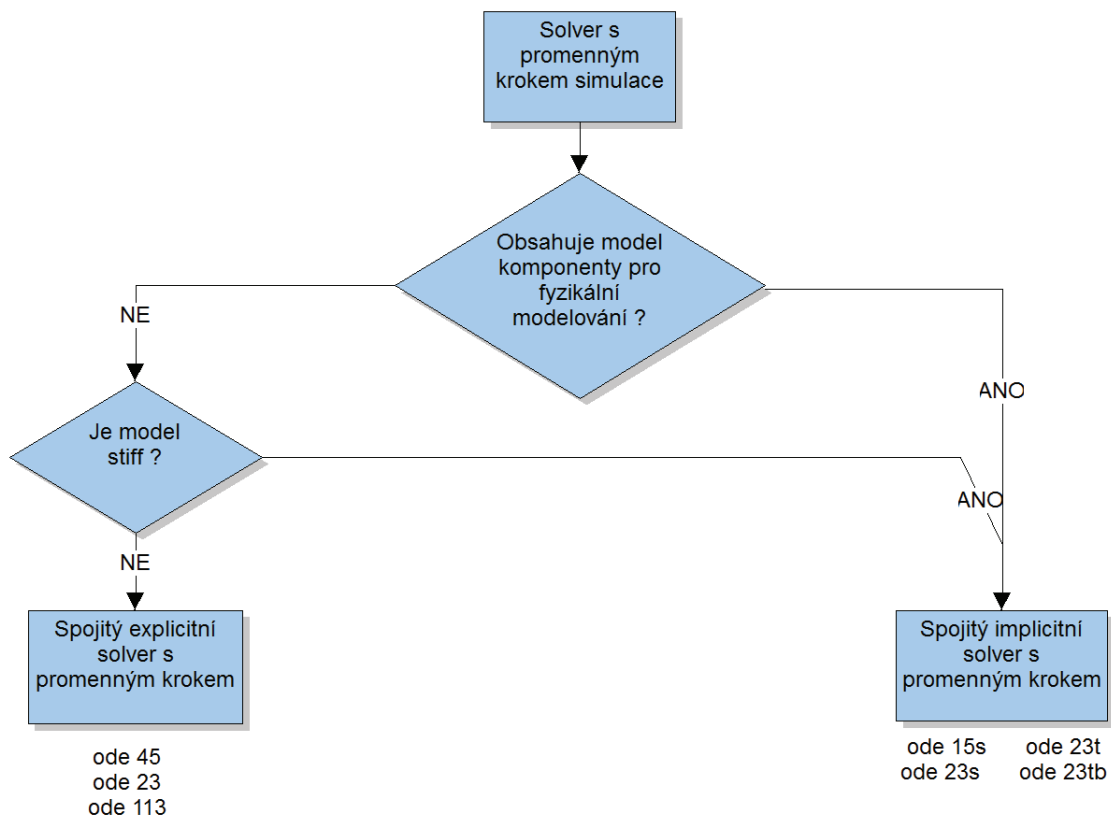 Solver s
promenným
krokem simulace
Obsahuje model
komponenty pro
fyzikální
modelování ?
NE
ANO
Je model
stiff ?
ANO
NE
Spojitý explicitní
solver s
promenným krokem
Spojitý implicitní
solver s
promenným krokem
ode 45
ode 23
ode 113
ode 15s ode 23t
ode 23s ode 23tb